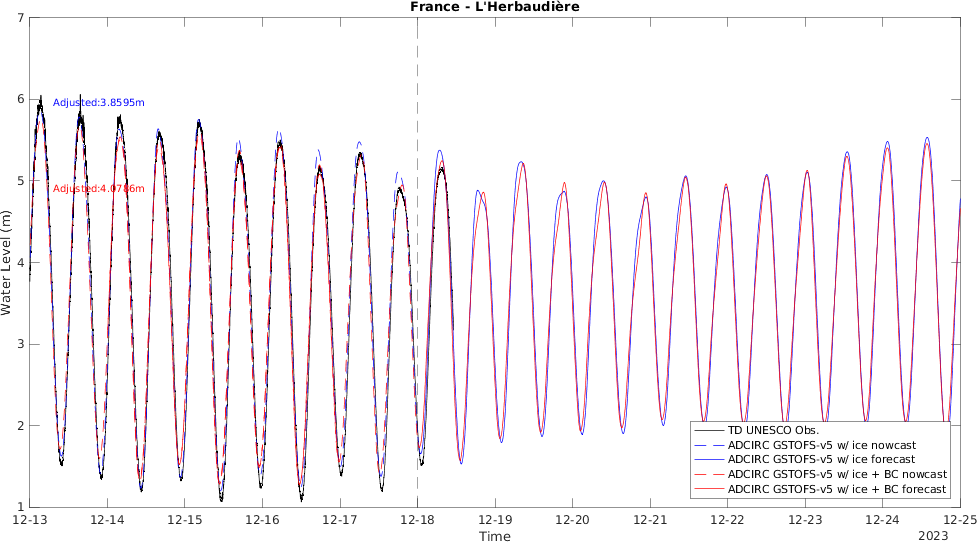 France - L'Herbaudière
7
6
5
4
3
2
1
Water Level (m)
Adjusted:3.8595m
Adjusted:4.0786m
TD UNESCO Obs.
ADCIRC GSTOFS-v5 w/ ice nowcast
ADCIRC GSTOFS-v5 w/ ice forecast
ADCIRC GSTOFS-v5 w/ ice + BC nowcast
ADCIRC GSTOFS-v5 w/ ice + BC forecast
12-13 12-14 12-15 12-16 12-17 12-18 12-19 12-20 12-21 12-22 12-23 12-24 12-25
Time
2023